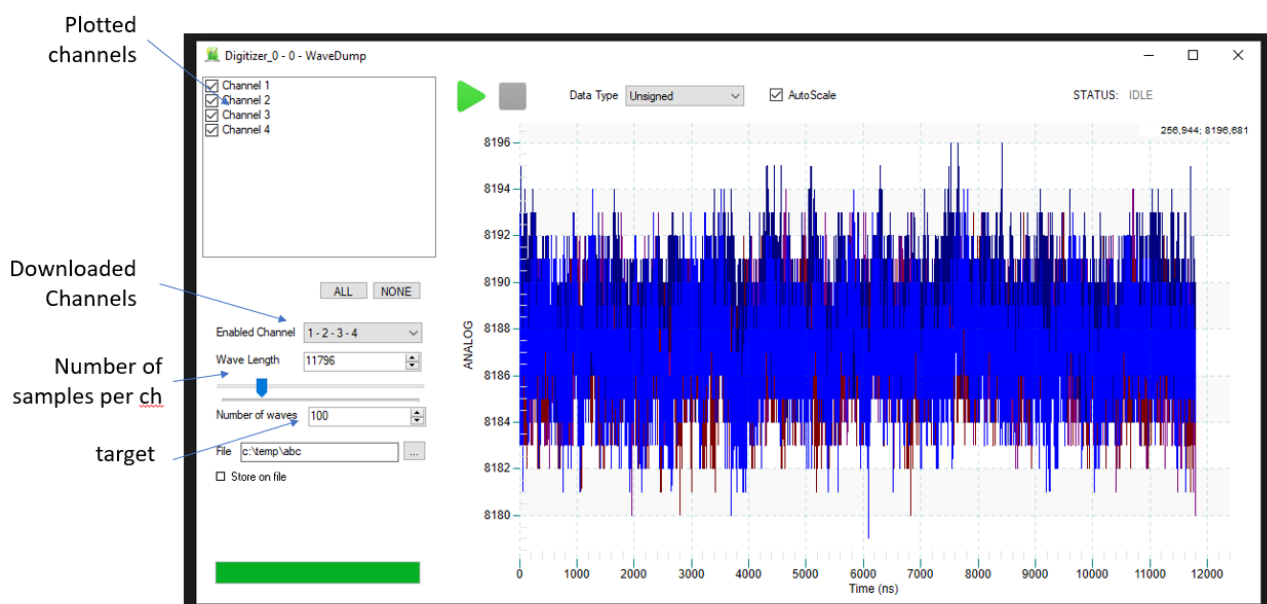 Plotted
channels
Downloaded
Channels
Number of
samples per ch
target
Digitizer_0 - 0 - WaveDump
Channel 1
Channel 2
Channel 3
Channel 4
ALL NONE
Enabled Channel 1 - 2 - 3 - 4
Wave Length 11796
Number of waves 100
File c:\temp\abc ...
Store on file
Data Type Unsigned AutoScale STATUS: IDLE
256,944; 8196,681
8196
8194
8192
8190
8188
8186
8184
8182
8180
ANALOG
0 1000 2000 3000 4000 5000 6000 7000 8000 9000 10000 11000 12000
Time (ns)